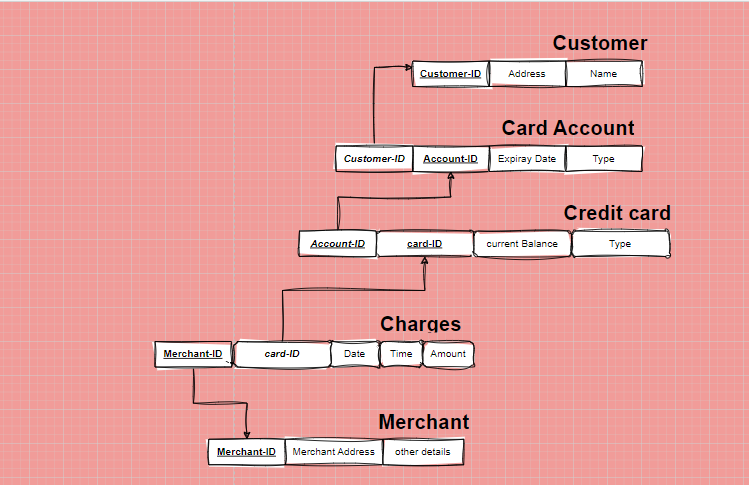 Customer
Customer-ID Address Name
Card Account
Customer-ID Account-ID Expiray Date Type
Credit card
Account-ID card-ID current Balance Type
Charges
Merchant-ID card-ID Date Time Amount
Merchant
Merchant-ID Merchant Address other details